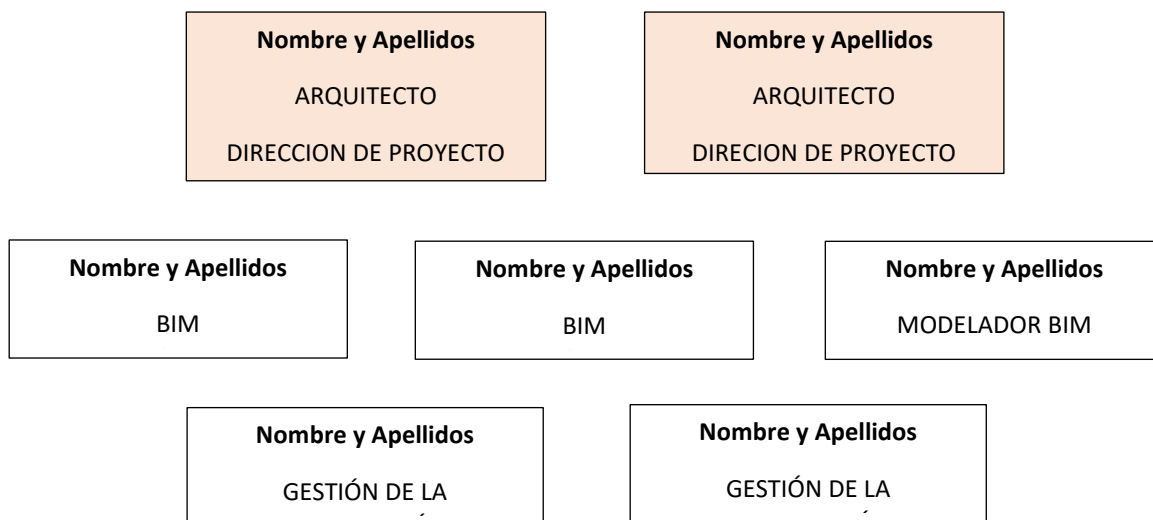 Nombre y Apellidos
ARQUITECTO
DIRECCION DE PROYECTO
Nombre y Apellidos
ARQUITECTO
DIRECION DE PROYECTO
Nombre y Apellidos
BIM
Nombre y Apellidos
BIM
Nombre y Apellidos
MODELADOR BIM
Nombre y Apellidos
GESTIÓN DE LA
Nombre y Apellidos
GESTIÓN DE LA